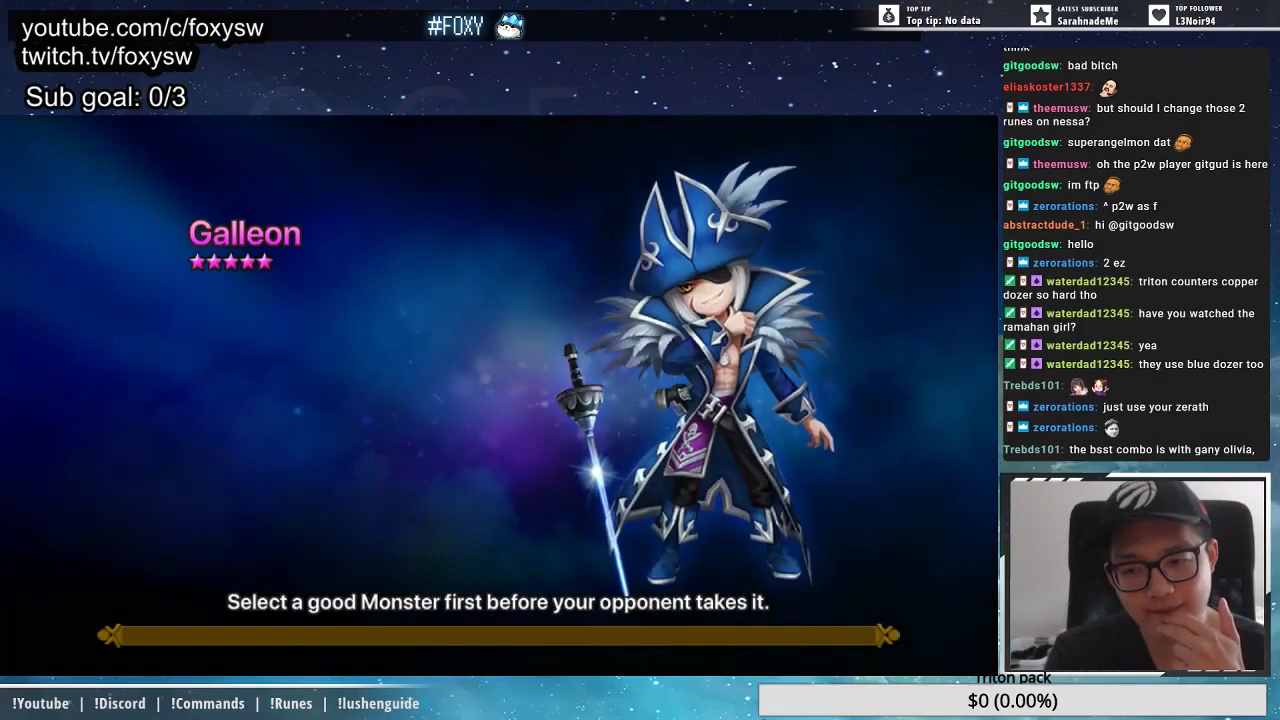 youtube.com/c/foxysw
twitch.tv/foxysw
Sub goal: 0/3
#FOXY
TOP TIP
Top tip: No data
LATEST SUBSCRIBER
SarahnadeMe
TOP FOLLOWER
L3Noir94
Galleon
Select a good Monster first before your opponent takes it.
think
gitgoodsw: bad bitch
eliaskoster1337:
theemusw: but should I change those 2
runes on nessa?
gitgoodsw: superangelmon dat
theemusw: oh the p2w player gitgud is here
gitgoodsw: im ftp
zerorations: ^ p2w as f
abstractdude_1: hi @gitgoodsw
gitgoodsw: hello
zerorations: 2 ez
waterdad12345: triton counters copper
dozer so hard tho
waterdad12345: have you watched the
ramahan girl?
waterdad12345: yea
waterdad12345: they use blue dozer too
Trebds101:
zerorations: just use your zerath
zerorations:
Trebds101: the bsst combo is with gany olivia,
Triton pack
$0 (0.00%)
!Youtube | !Discord | !Commands | !Runes | !lushenguide